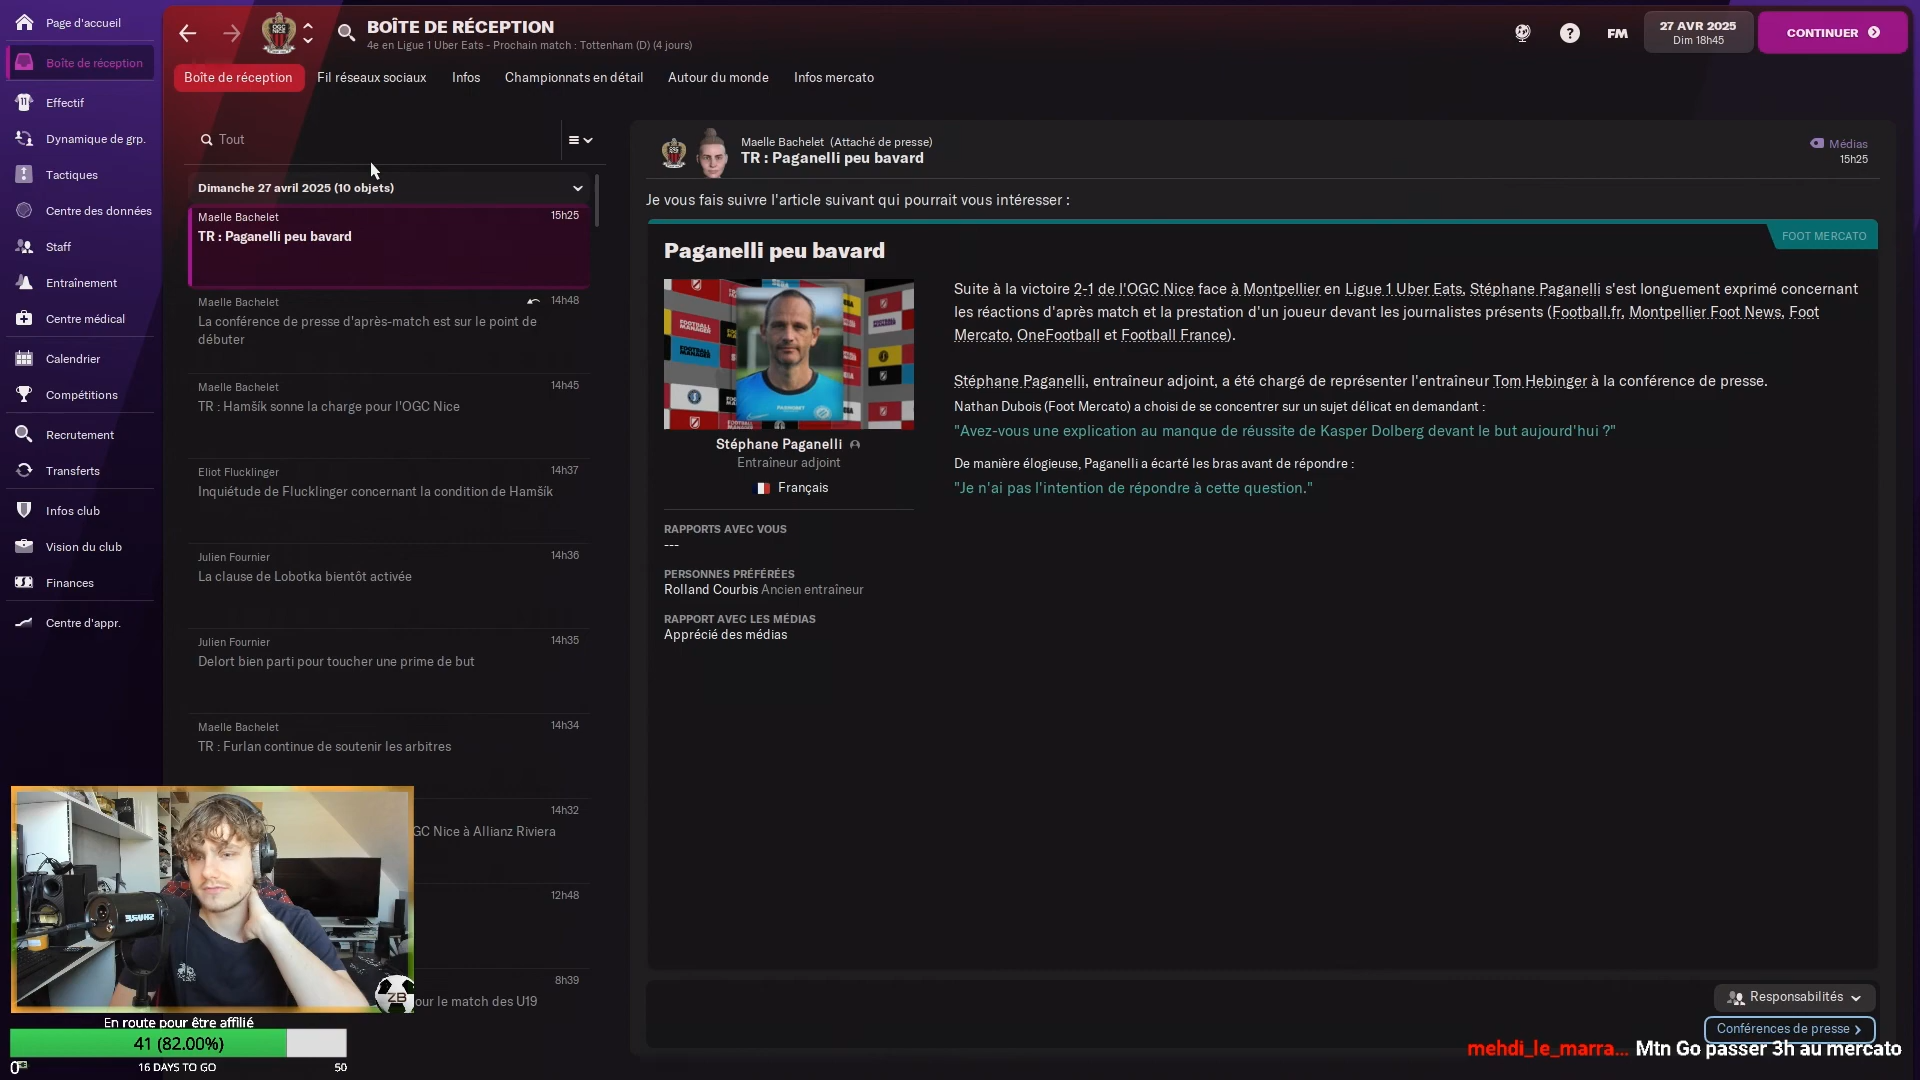 Page d'accueil
Boîte de réception
Effectif
Dynamique de grp.
Tactiques
Centre des données
Staff
Entraînement
Centre médical
Calendrier
Compétitions
Recrutement
Transferts
Infos club
Vision du club
Finances
Centre d'appr.
BOÎTE DE RÉCEPTION
4e en Ligue 1 Uber Eats - Prochain match : Tottenham (D) (4 jours)
FM
27 AVR 2025
Dim 18h45
CONTINUER
Boîte de réception
Fil réseaux sociaux
Infos
Championnats en détail
Autour du monde
Infos mercato
Tout
Dimanche 27 avril 2025 (10 objets)
Maelle Bachelet 15h25
TR : Paganelli peu bavard
Maelle Bachelet 14h48
La conférence de presse d'après-match est sur le point de
débuter
Maelle Bachelet 14h45
TR : Hamšík sonne la charge pour l'OGC Nice
Eliot Flucklinger 14h37
Inquiétude de Flucklinger concernant la condition de Hamšík
Julien Fournier 14h36
La clause de Lobotka bientôt activée
Julien Fournier 14h35
Delort bien parti pour toucher une prime de but
Maelle Bachelet 14h34
TR : Furlan continue de soutenir les arbitres
14h32
GC Nice à Allianz Riviera
12h48
8h39
our le match des U19
Maelle Bachelet (Attaché de presse)
TR : Paganelli peu bavard
Médias
15h25
Je vous fais suivre l'article suivant qui pourrait vous intéresser :
FOOT MERCATO
Paganelli peu bavard
Stéphane Paganelli
Entraîneur adjoint
Français
RAPPORTS AVEC VOUS
---
PERSONNES PRÉFÉRÉES
Rolland Courbis Ancien entraîneur
RAPPORT AVEC LES MÉDIAS
Apprécié des médias
Suite à la victoire 2-1 de l'OGC Nice face à Montpellier en Ligue 1 Uber Eats, Stéphane Paganelli s'est longuement exprimé concernant
les réactions d'après match et la prestation d'un joueur devant les journalistes présents (Football.fr, Montpellier Foot News, Foot
Mercato, OneFootball et Football France).
Stéphane Paganelli, entraîneur adjoint, a été chargé de représenter l'entraîneur Tom Hebinger à la conférence de presse.
Nathan Dubois (Foot Mercato) a choisi de se concentrer sur un sujet délicat en demandant :
"Avez-vous une explication au manque de réussite de Kasper Dolberg devant le but aujourd'hui ?"
De manière élogieuse, Paganelli a écarté les bras avant de répondre :
"Je n'ai pas l'intention de répondre à cette question."
Responsabilités
Conférences de presse
mehdi_le_marra... Mtn Go passer 3h au mercato
ZB
En route pour être affilié
41 (82.00%)
0 16 DAYS TO GO 50